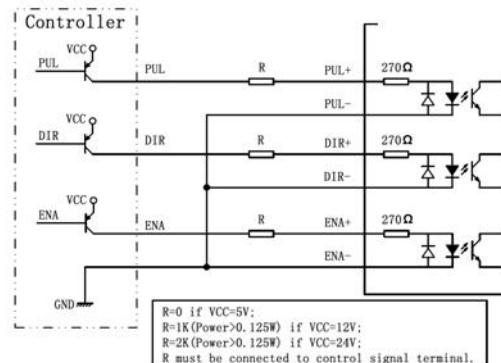 Controller
VCC
PUL
PUL
R
PUL+
270Ω
PUL-
VCC
DIR
DIR
R
DIR+
270Ω
DIR-
VCC
ENA
ENA
R
ENA+
270Ω
ENA-
GND
R=0 if VCC=5V;
R=1K(Power>0.125W) if VCC=12V;
R=2K(Power>0.125W) if VCC=24V;
R must be connected to control signal terminal.